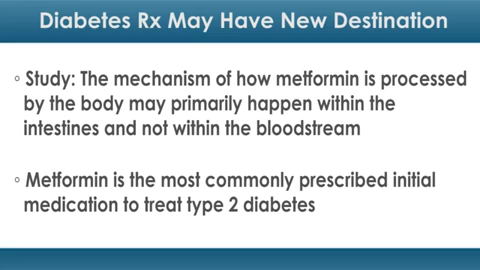 Diabetes Rx May Have New Destination
◦ Study: The mechanism of how metformin is processed
by the body may primarily happen within the
intestines and not within the bloodstream
◦ Metformin is the most commonly prescribed initial
medication to treat type 2 diabetes